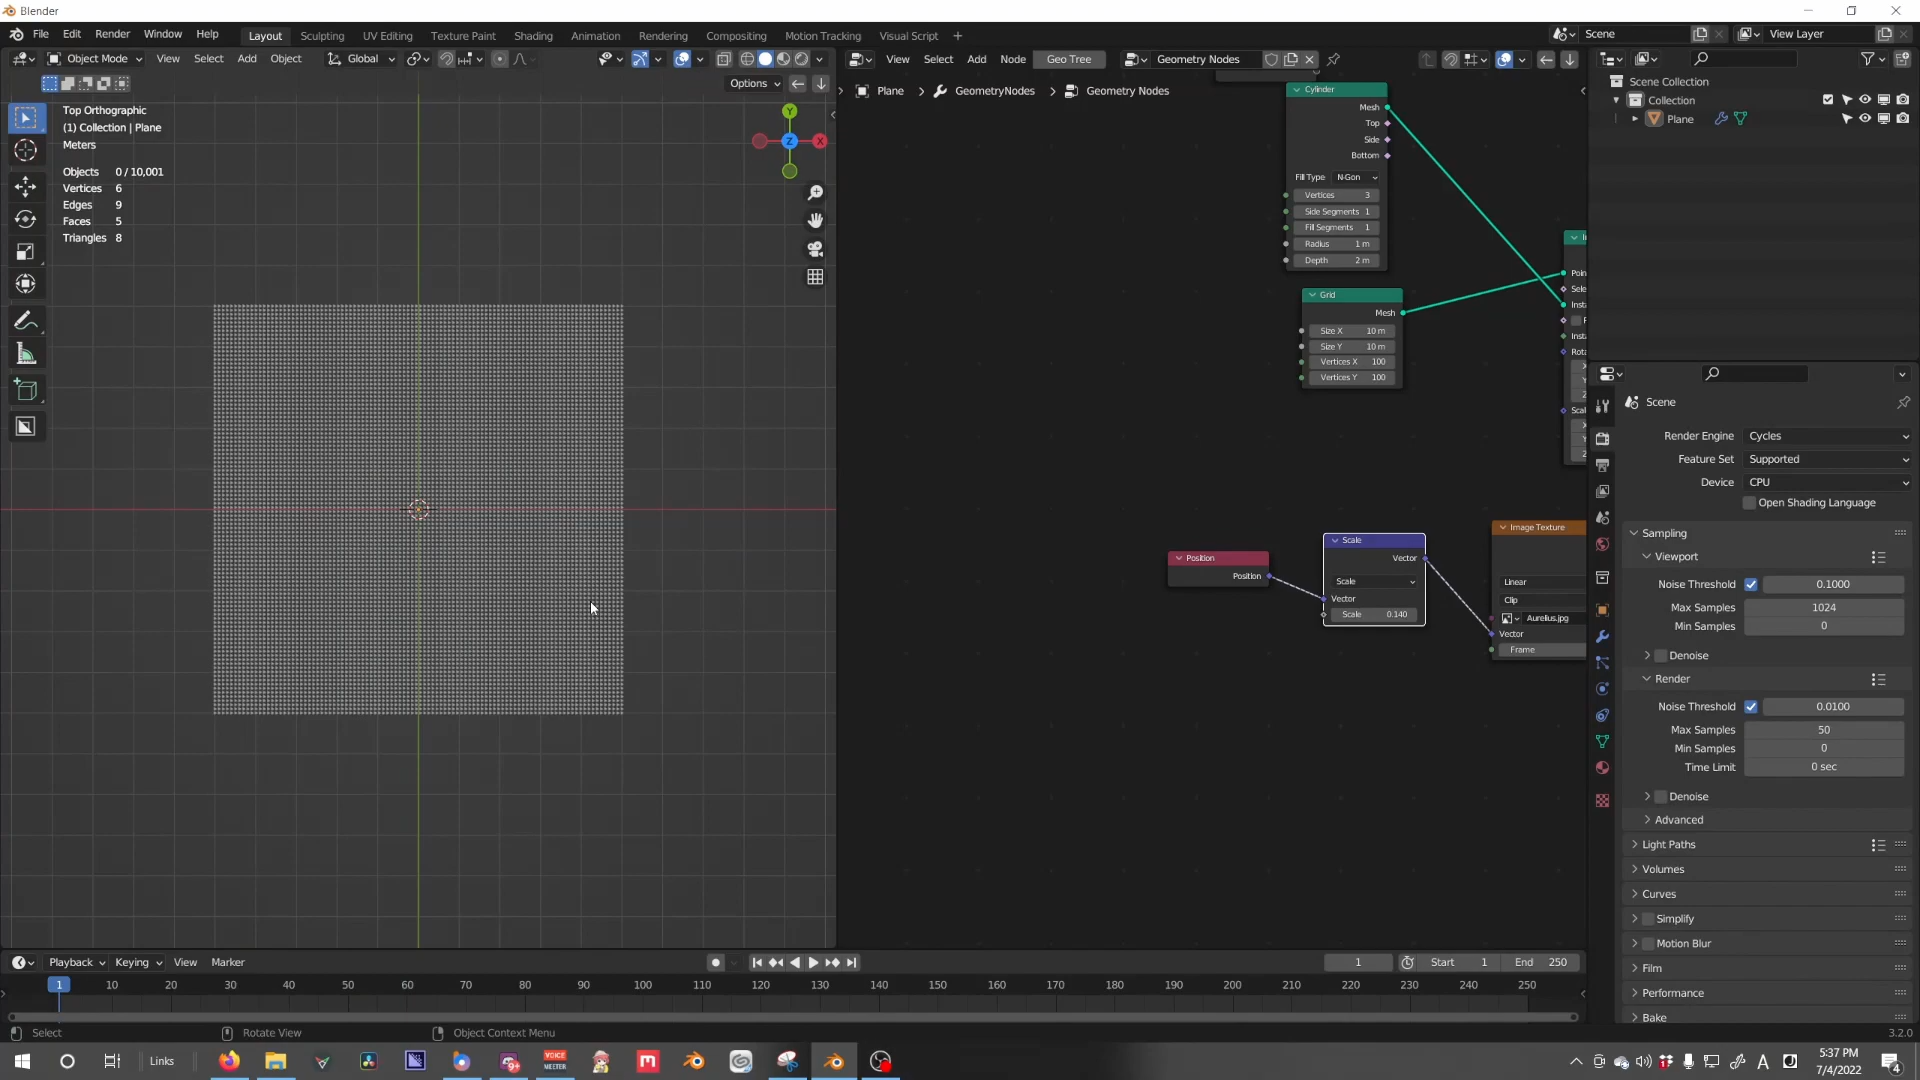 Blender
File Edit Render Window Help
Layout Sculpting UV Editing Texture Paint Shading Animation Rendering Compositing Motion Tracking Visual Script +
Scene
View Layer
Object Mode View Select Add Object Global
Options
View Select Add Node Geo Tree Geometry Nodes
Plane > GeometryNodes > Geometry Nodes
Top Orthographic
(1) Collection | Plane
Meters
Objects 0 / 10,001
Vertices 6
Edges 9
Faces 5
Triangles 8
Y
Z
X
Cylinder
Mesh
Top
Side
Bottom
Fill Type N-Gon
Vertices 3
Side Segments 1
Fill Segments 1
Radius 1 m
Depth 2 m
Grid
Mesh
Size X 10 m
Size Y 10 m
Vertices X 100
Vertices Y 100
Poin
Sele
Inst
Inst
Rota
Scal
Position
Position
Scale
Vector
Scale
Vector
Scale 0.140
Image Texture
Linear
Clip
Aurelius.jpg
Vector
Frame
Scene Collection
Collection
Plane
Scene
Render Engine Cycles
Feature Set Supported
Device CPU
Open Shading Language
Sampling
Viewport
Noise Threshold 0.1000
Max Samples 1024
Min Samples 0
Denoise
Render
Noise Threshold 0.0100
Max Samples 50
Min Samples 0
Time Limit 0 sec
Denoise
Advanced
Light Paths
Volumes
Curves
Simplify
Motion Blur
Film
Performance
Bake
Playback Keying View Marker
1 Start 1 End 250
1 10 20 30 40 50 60 70 80 90 100 110 120 130 140 150 160 170 180 190 200 210 220 230 240 250
Select Rotate View Object Context Menu
3.2.0
Links
9+
VOICE MEETER
A
5:37 PM
7/4/2022
4